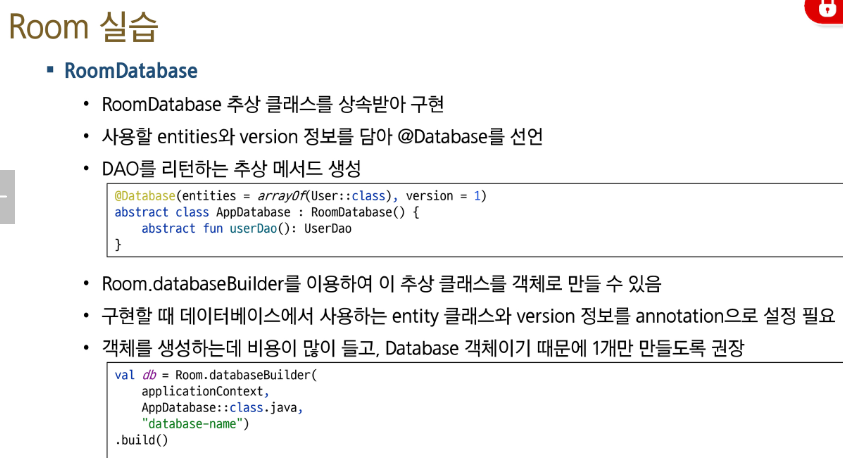 Room 실습
▪ RoomDatabase
• RoomDatabase 추상 클래스를 상속받아 구현
• 사용할 entities와 version 정보를 담아 @Database를 선언
• DAO를 리턴하는 추상 메서드 생성
@Database(entities = arrayOf(User::class), version = 1)
abstract class AppDatabase : RoomDatabase() {
    abstract fun userDao(): UserDao
}
• Room.databaseBuilder를 이용하여 이 추상 클래스를 객체로 만들 수 있음
• 구현할 때 데이터베이스에서 사용하는 entity 클래스와 version 정보를 annotation으로 설정 필요
• 객체를 생성하는데 비용이 많이 들고, Database 객체이기 때문에 1개만 만들도록 권장
val db = Room.databaseBuilder(
    applicationContext,
    AppDatabase::class.java,
    "database-name")
.build()